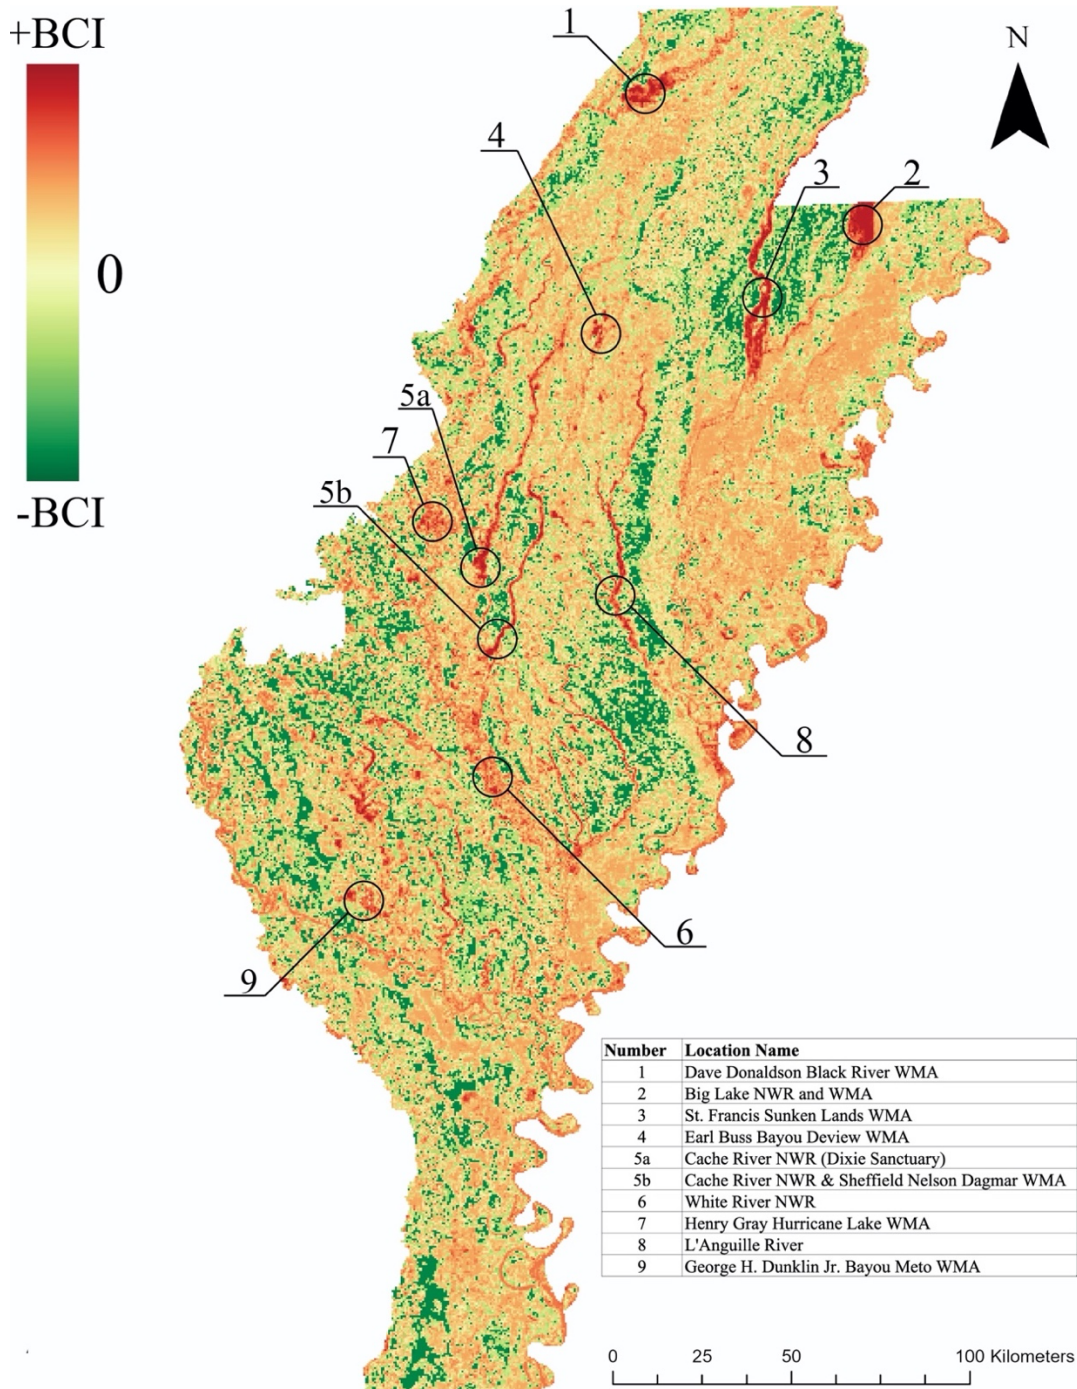 +BCI
0
-BCI
N
1
4
3
2
5a
7
5b
8
6
9
Number Location Name
1 Dave Donaldson Black River WMA
2 Big Lake NWR and WMA
3 St. Francis Sunken Lands WMA
4 Earl Buss Bayou Deview WMA
5a Cache River NWR (Dixie Sanctuary)
5b Cache River NWR & Sheffield Nelson Dagmar WMA
6 White River NWR
7 Henry Gray Hurricane Lake WMA
8 L'Anguille River
9 George H. Dunklin Jr. Bayou Meto WMA
0 25 50 100 Kilometers